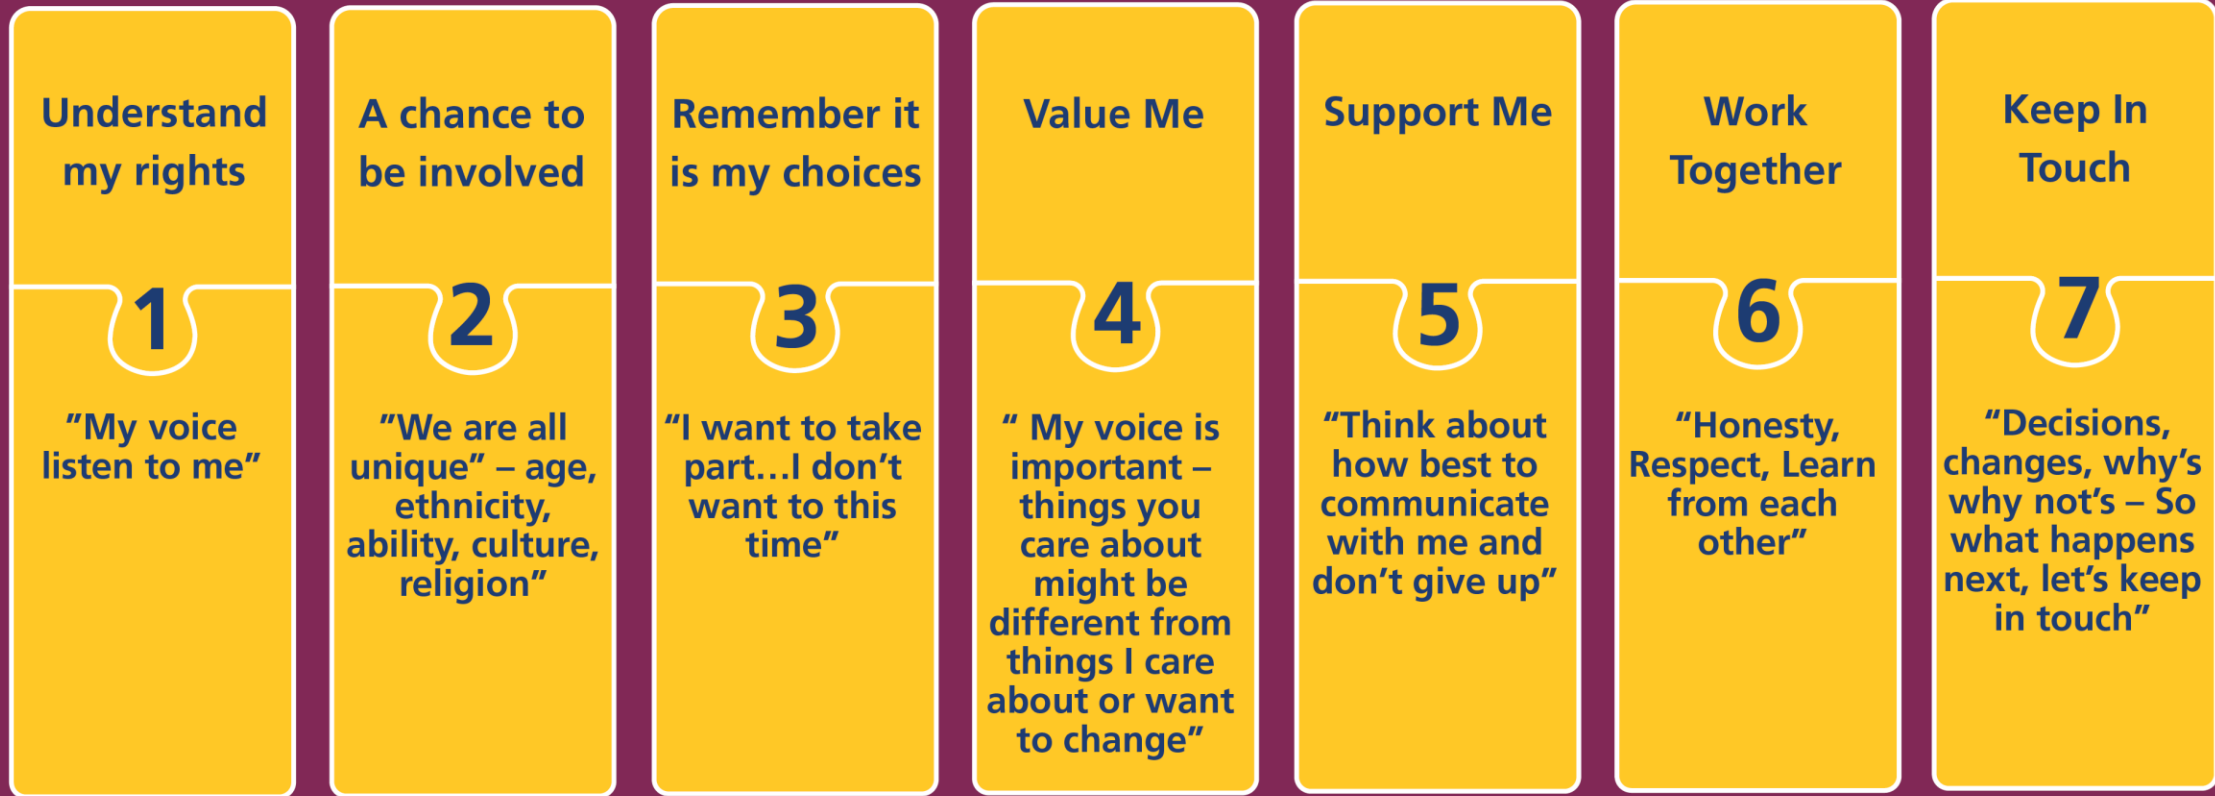 Understand
my rights
1
”My voice
listen to me”
A chance to
be involved
2
”We are all
unique” – age,
ethnicity,
ability, culture,
religion”
Remember it
is my choices
3
“I want to take
part...I don’t
want to this
time”
Value Me
4
“ My voice is
important –
things you
care about
might be
different from
things I care
about or want
to change”
Support Me
5
“Think about
how best to
communicate
with me and
don’t give up”
Work
Together
6
“Honesty,
Respect, Learn
from each
other”
Keep In
Touch
7
“Decisions,
changes, why’s
why not’s – So
what happens
next, let’s keep
in touch”